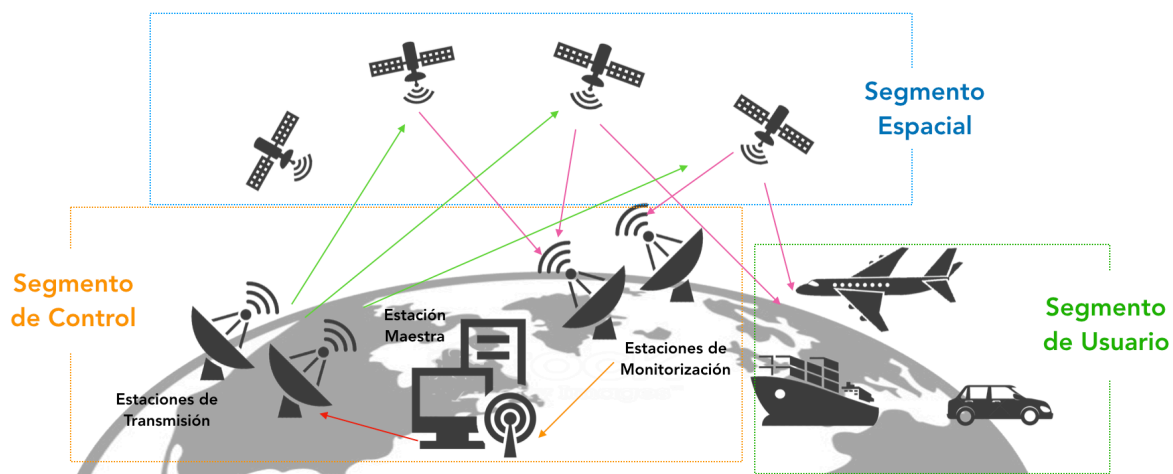 Segmento
Espacial
Segmento
de Control
Estación
Maestra
Estaciones de
Monitorización
Estaciones de
Transmisión
Segmento
de Usuario